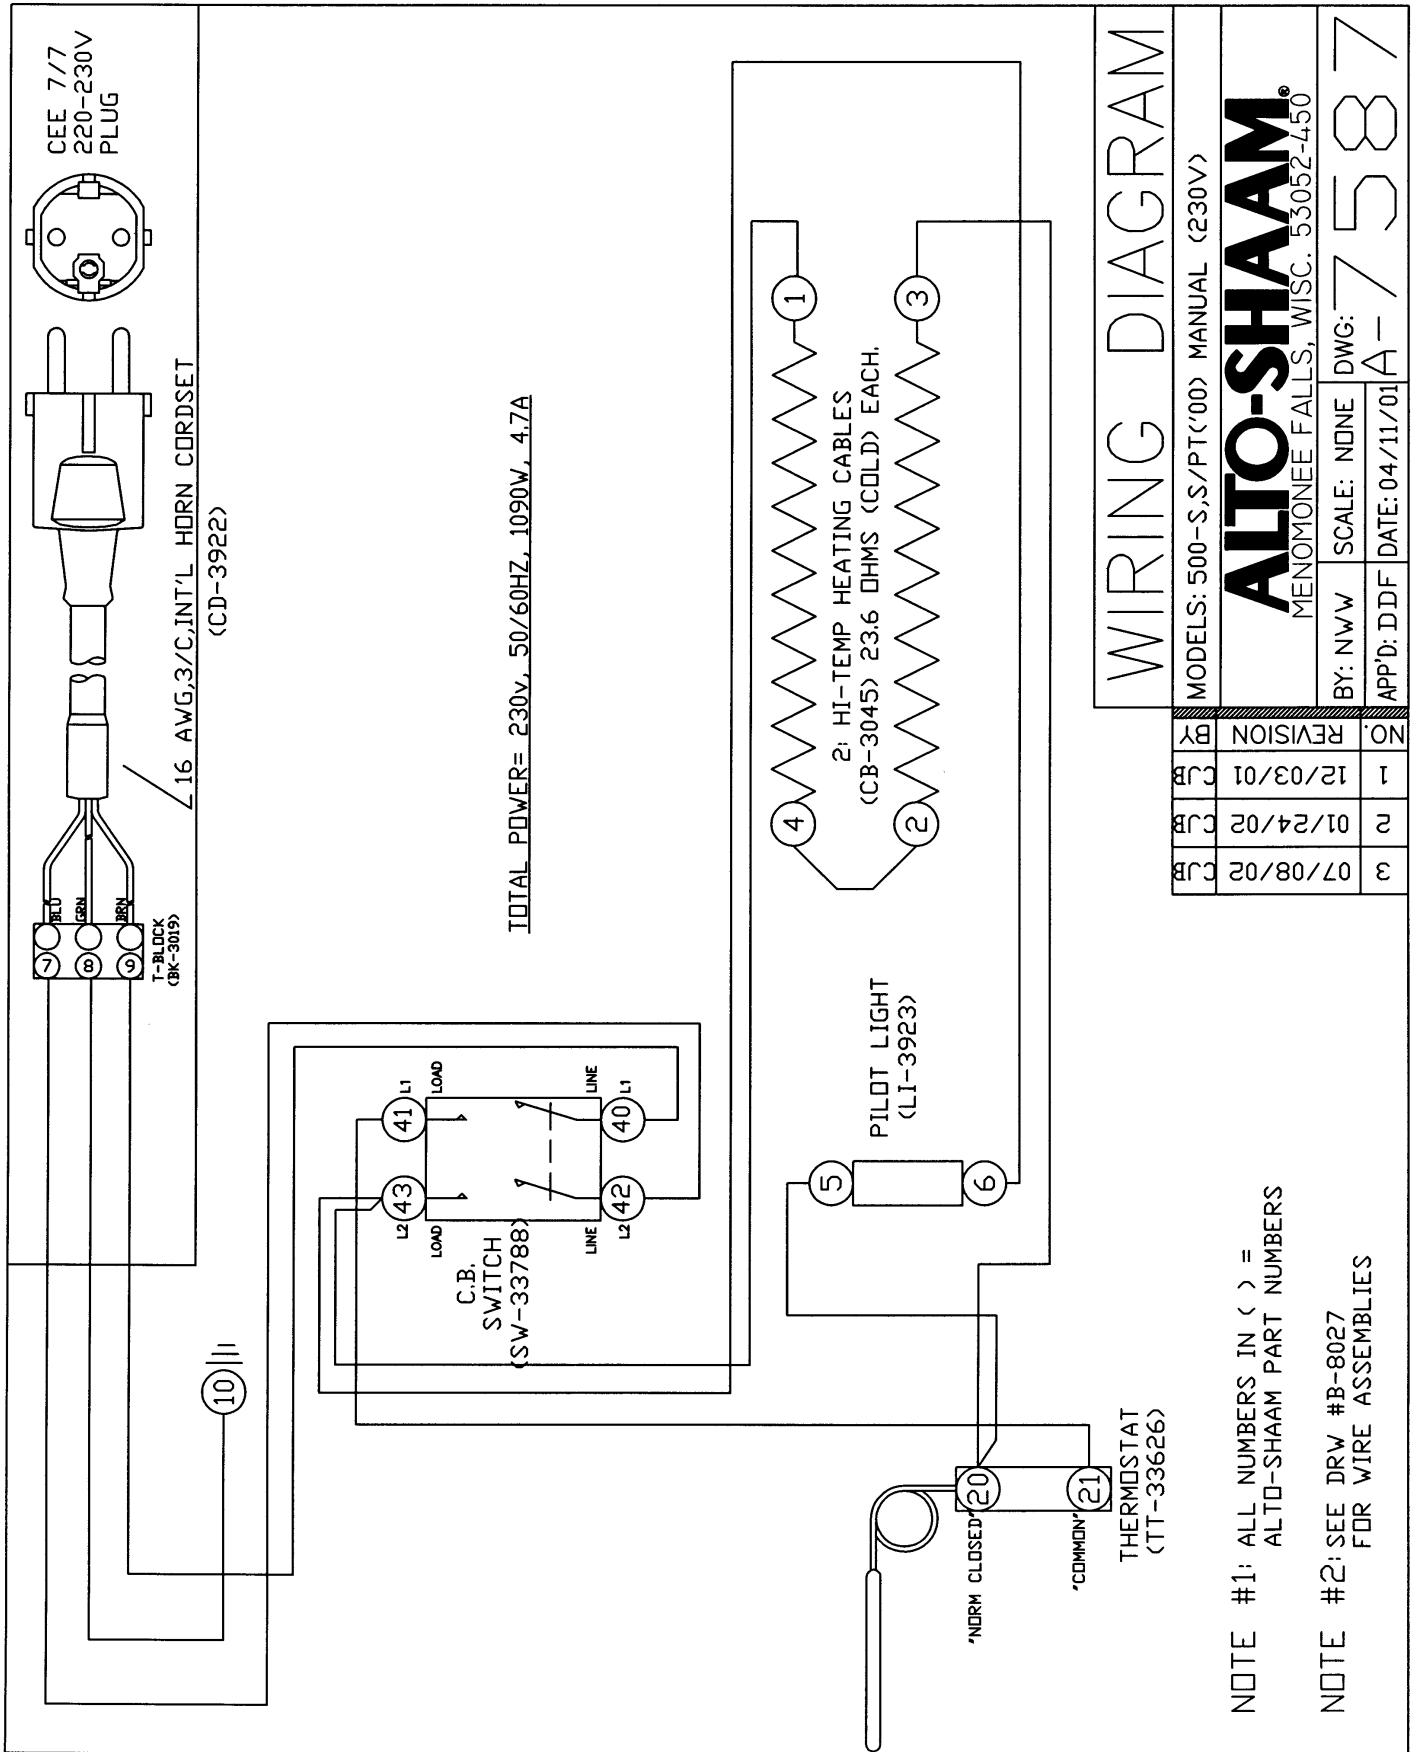 CEE 7/7
220-230V
PLUG
16 AWG,3/C,INT'L HORN CORDSET
(CD-3922)
BLU
GRN
BRN
7
8
9
T-BLOCK
(BK-3019)
10
TOTAL POWER= 230v, 50/60HZ, 1090W, 4.7A
L1
LOAD
41
L2
LOAD
43
LINE
L1
40
LINE
L2
42
C.B.
SWITCH
(SW-33788)
1
4
2: HI-TEMP HEATING CABLES
(CB-3045) 23.6 OHMS (COLD) EACH.
3
2
PILOT LIGHT
(LI-3923)
5
6
20
21
"NORM CLOSED"
"COMMON"
THERMOSTAT
(TT-33626)
NOTE #1: ALL NUMBERS IN ( ) =
ALTO-SHAAM PART NUMBERS
NOTE #2: SEE DRW #B-8027
FOR WIRE ASSEMBLIES
WIRING DIAGRAM
MODELS: 500-S,S/PT('00) MANUAL (230V)
ALTO-SHAAM®
MENOMONEE FALLS, WISC. 53052-450
BY: NWW
SCALE: NONE
DWG:
APP'D: DDF
DATE: 04/11/01
A-7587
NO. REVISION BY
1 12/03/01 CJB
2 01/24/02 CJB
3 07/08/02 CJB